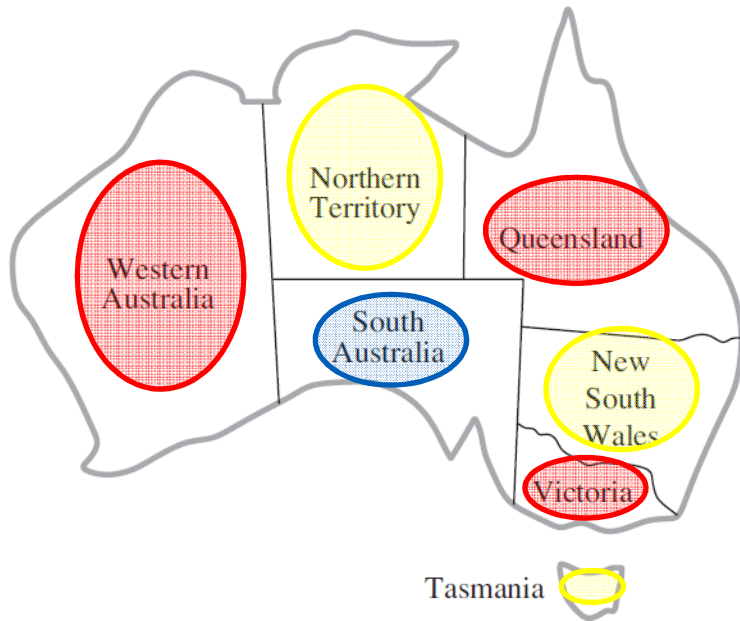 Northern
Territory
Queensland
Western
Australia
South
Australia
New
South
Wales
Victoria
Tasmania